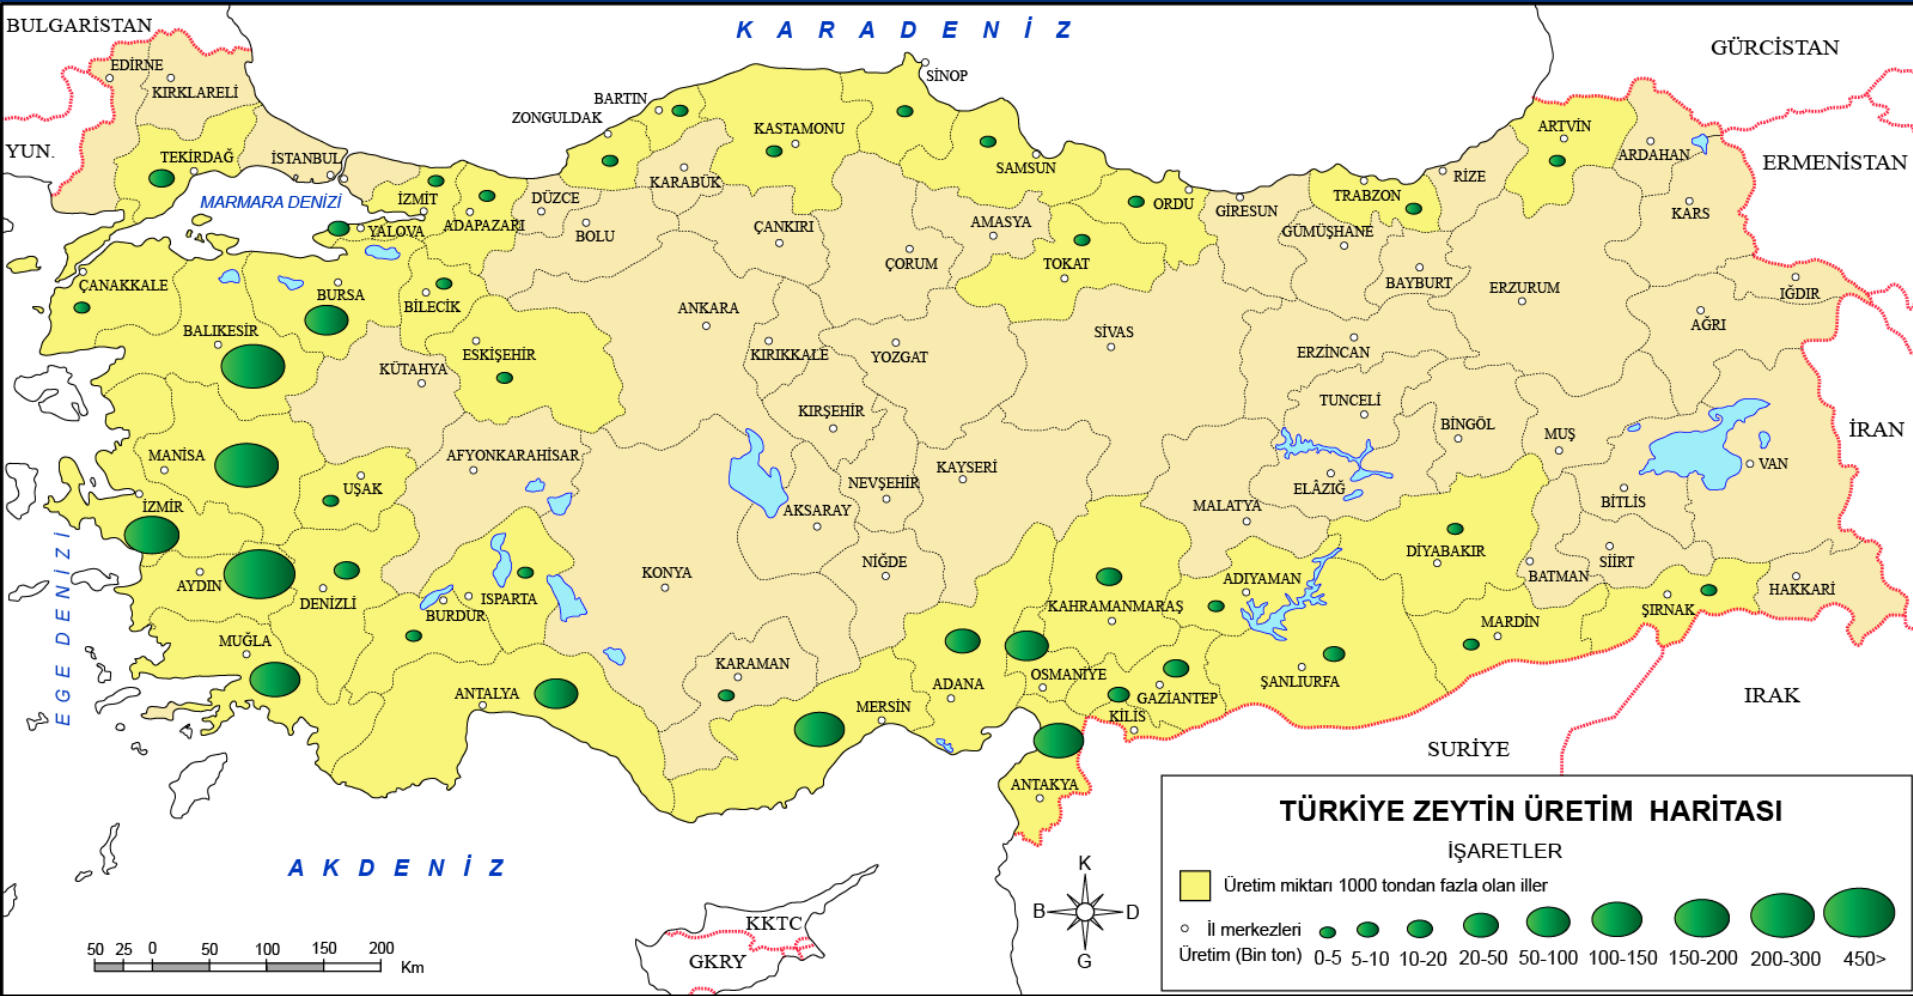 BULGARİSTAN
K A R A D E N İ Z
GÜRCİSTAN
EDİRNE
KIRKLARELİ
SİNOP
BARTIN
ZONGULDAK
KASTAMONU
ARTVİN
YUN.
TEKİRDAĞ
İSTANBUL
SAMSUN
ARDAHAN
ERMENİSTAN
KARABÜK
RİZE
MARMARA DENİZİ
İZMİT
DÜZCE
TRABZON
ORDU
GİRESUN
KARS
YALOVA
ADAPAZARI
BOLU
ÇANKIRI
AMASYA
GÜMÜŞHANE
ÇORUM
TOKAT
BAYBURT
ERZURUM
IĞDIR
ÇANAKKALE
BURSA
BİLECİK
ANKARA
AĞRI
BALIKESİR
SİVAS
ESKİŞEHİR
KIRIKKALE
YOZGAT
ERZİNCAN
KÜTAHYA
TUNCELİ
KIRŞEHİR
BİNGÖL
MUŞ
İRAN
MANİSA
AFYONKARAHİSAR
KAYSERİ
VAN
UŞAK
NEVŞEHİR
ELÂZIĞ
BİTLİS
İZMİR
AKSARAY
MALATYA
EGE DENİZİ
DİYABAKIR
NİĞDE
SİİRT
KONYA
ADIYAMAN
BATMAN
AYDIN
DENİZLİ
ISPARTA
BURDUR
KAHRAMANMARAŞ
ŞIRNAK
HAKKARİ
MARDİN
MUĞLA
KARAMAN
OSMANİYE
ŞANLIURFA
ANTALYA
ADANA
GAZİANTEP
IRAK
MERSİN
KİLİS
SURİYE
ANTAKYA
A K D E N İ Z
KKTC
GKRY
50 25 0 50 100 150 200
Km
K
B D
G
TÜRKİYE ZEYTİN ÜRETİM HARİTASI
İŞARETLER
Üretim miktarı 1000 tondan fazla olan iller
İl merkezleri
Üretim (Bin ton) 0-5 5-10 10-20 20-50 50-100 100-150 150-200 200-300 450>